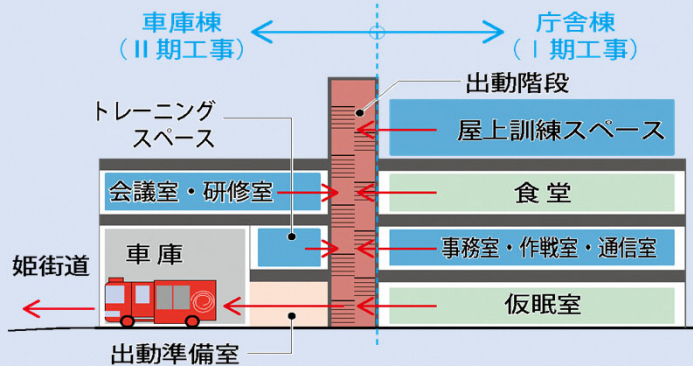 車庫棟
(Ⅱ期工事)
庁舎棟
(Ⅰ期工事)
出動階段
トレーニング
スペース
屋上訓練スペース
会議室・研修室
食堂
車庫
事務室・作戦室・通信室
姫街道
仮眠室
出動準備室